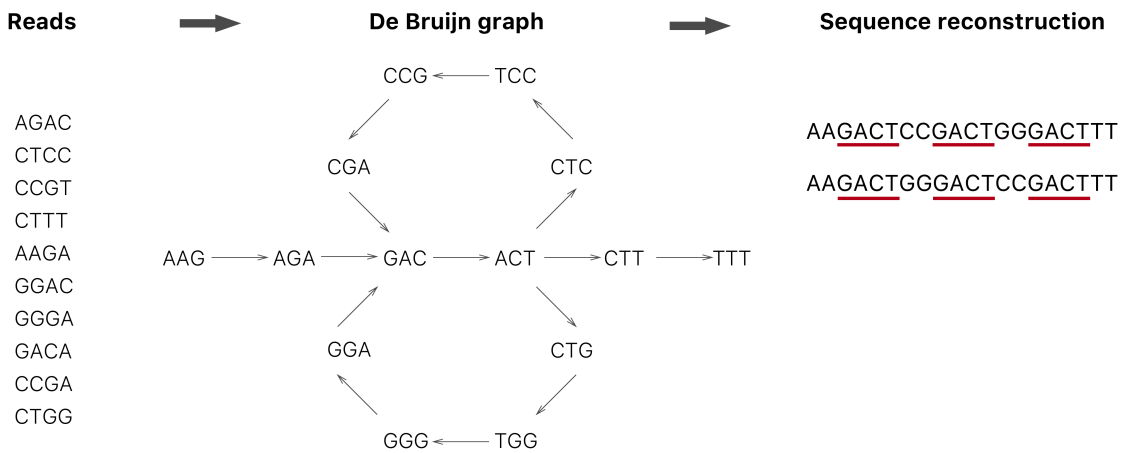 Reads
De Bruijn graph
Sequence reconstruction
AGAC
CTCC
CCGT
CTTT
AAGA
GGAC
GGGA
GACA
CCGA
CTGG
CCG TCC
CGA CTC
AAG AGA GAC ACT CTT TTT
GGA CTG
GGG TGG
AAGACTCCGACTGGGACTTT
AAGACTGGGACTCCGACTTT